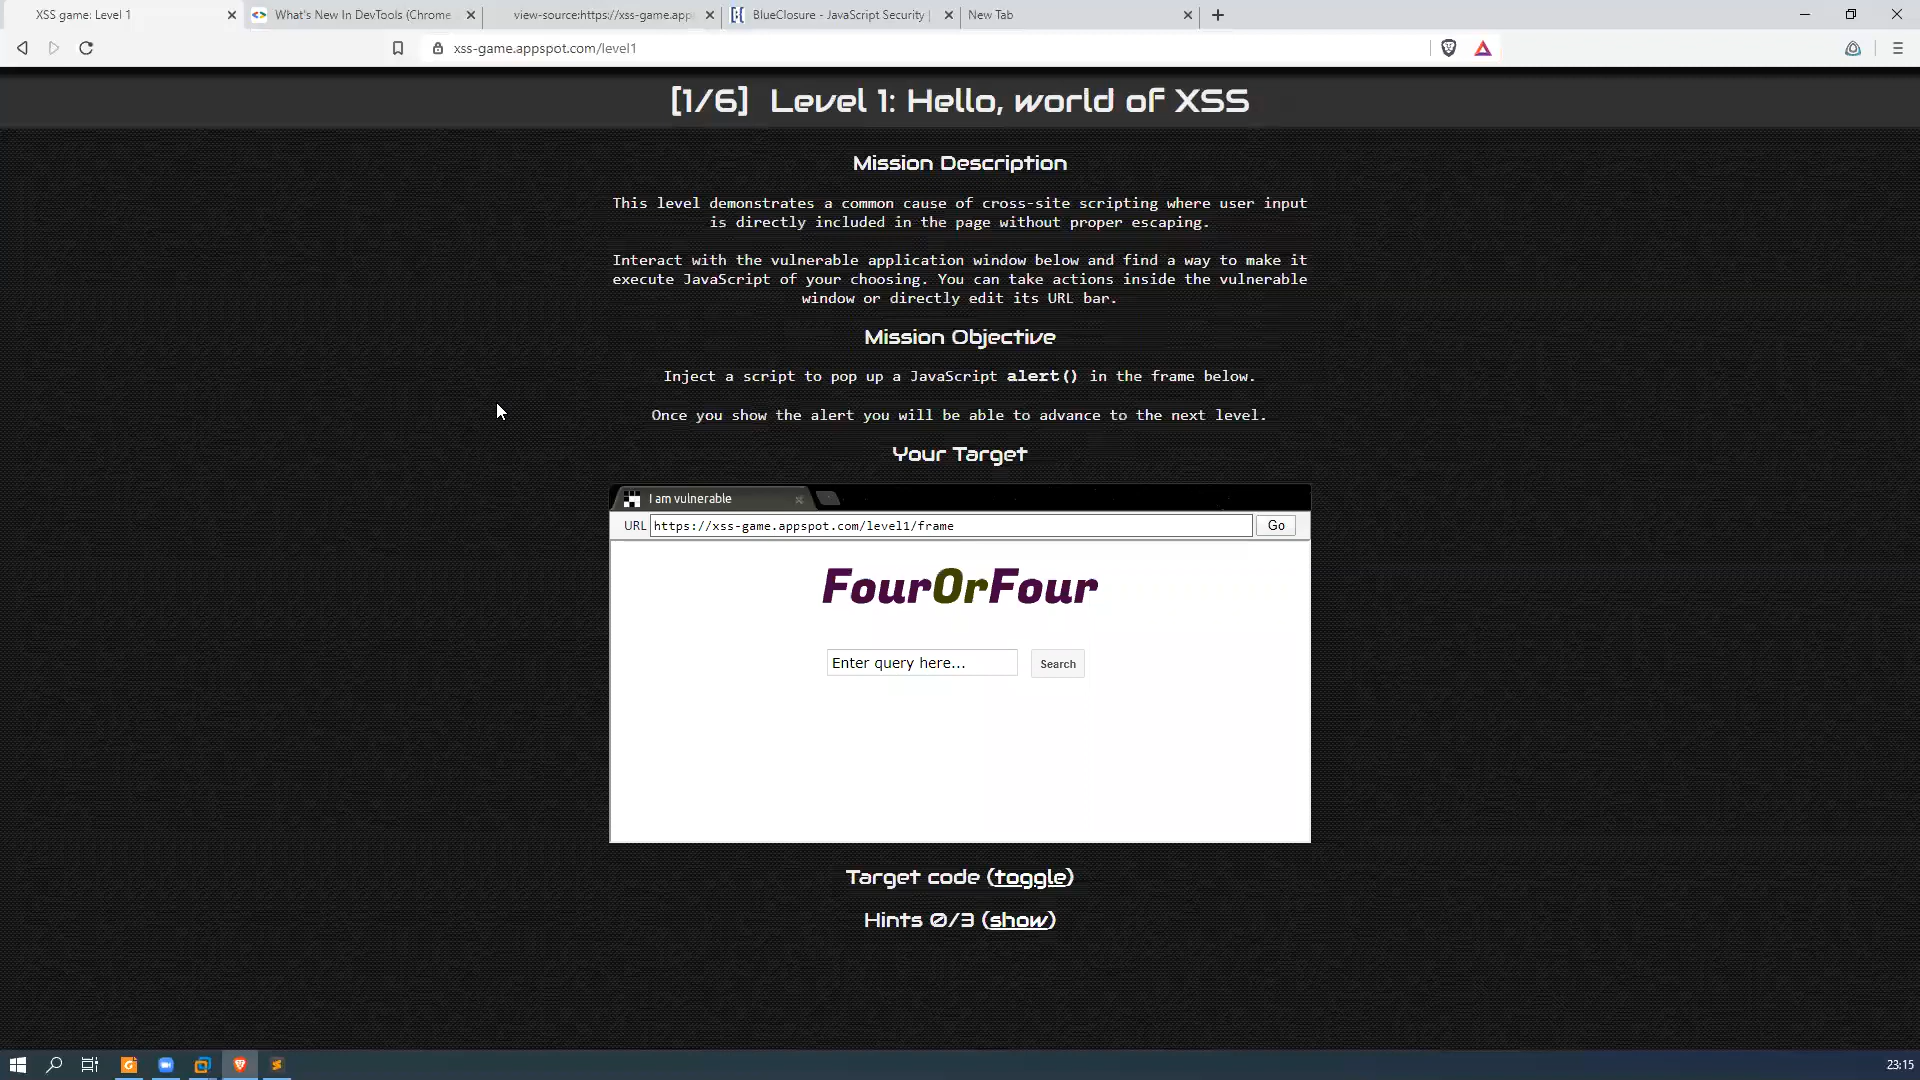 XSS game: Level 1
What's New In DevTools (Chrome
view-source:https://xss-game.apps
BlueClosure - JavaScript Security |
New Tab
xss-game.appspot.com/level1
[1/6] Level 1: Hello, world of XSS
Mission Description
This level demonstrates a common cause of cross-site scripting where user input
is directly included in the page without proper escaping.
Interact with the vulnerable application window below and find a way to make it
execute JavaScript of your choosing. You can take actions inside the vulnerable
window or directly edit its URL bar.
Mission Objective
Inject a script to pop up a JavaScript alert() in the frame below.
Once you show the alert you will be able to advance to the next level.
Your Target
I am vulnerable
URL https://xss-game.appspot.com/level1/frame Go
FourOrFour
Enter query here... Search
Target code (toggle)
Hints 0/3 (show)
23:15